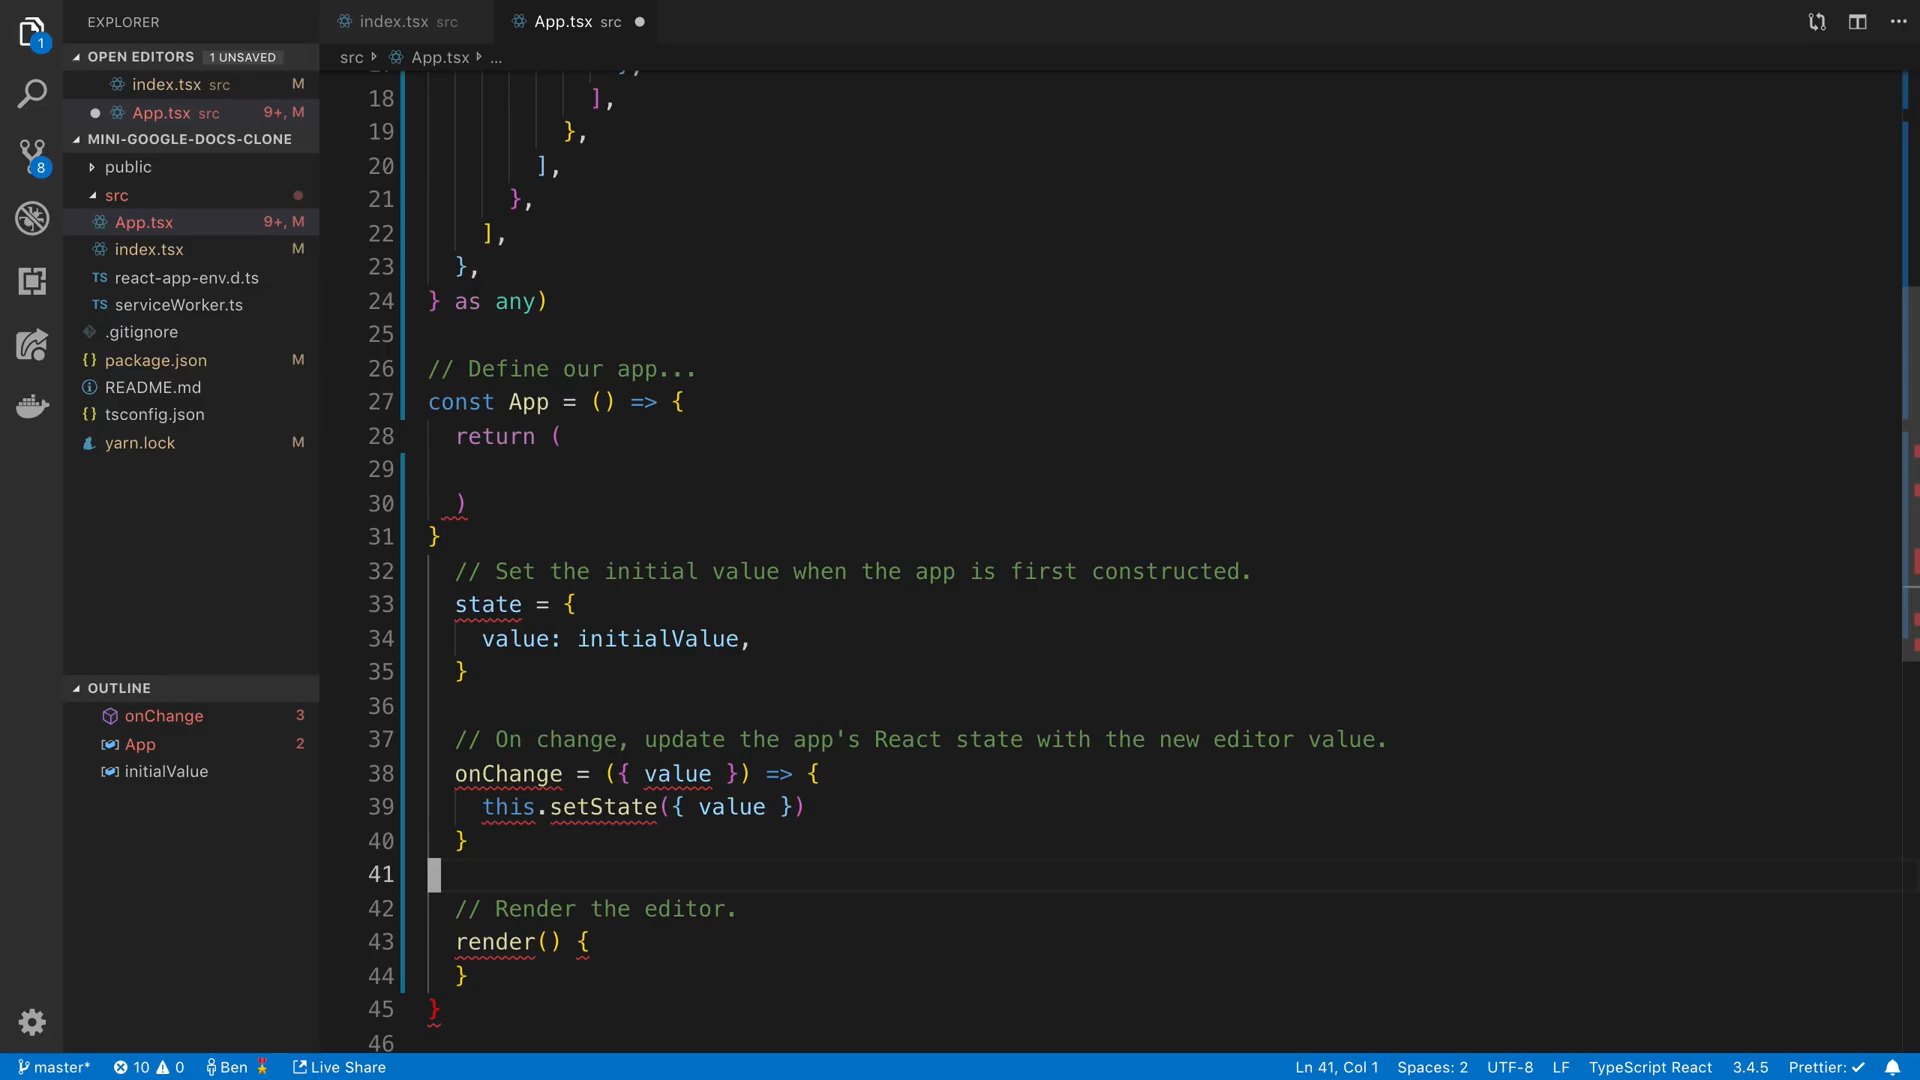 EXPLORER
index.tsx src
App.tsx src
OPEN EDITORS 1 UNSAVED
src App.tsx ...
index.tsx src M
App.tsx src 9+, M
MINI-GOOGLE-DOCS-CLONE
public
src
App.tsx 9+, M
index.tsx M
TS react-app-env.d.ts
TS serviceWorker.ts
.gitignore
{} package.json M
README.md
{} tsconfig.json
yarn.lock M
OUTLINE
onChange 3
App 2
initialValue
1
8
18 ],
19 },
20 ],
21 },
22 ],
23 },
24 } as any)
25
26 // Define our app...
27 const App = () => {
28 return (
29
30 )
31 }
32 // Set the initial value when the app is first constructed.
33 state = {
34 value: initialValue,
35 }
36
37 // On change, update the app's React state with the new editor value.
38 onChange = ({ value }) => {
39 this.setState({ value })
40 }
41
42 // Render the editor.
43 render() {
44 }
45 }
46
master* 10 0 Ben Live Share Ln 41, Col 1 Spaces: 2 UTF-8 LF TypeScript React 3.4.5 Prettier: ✓